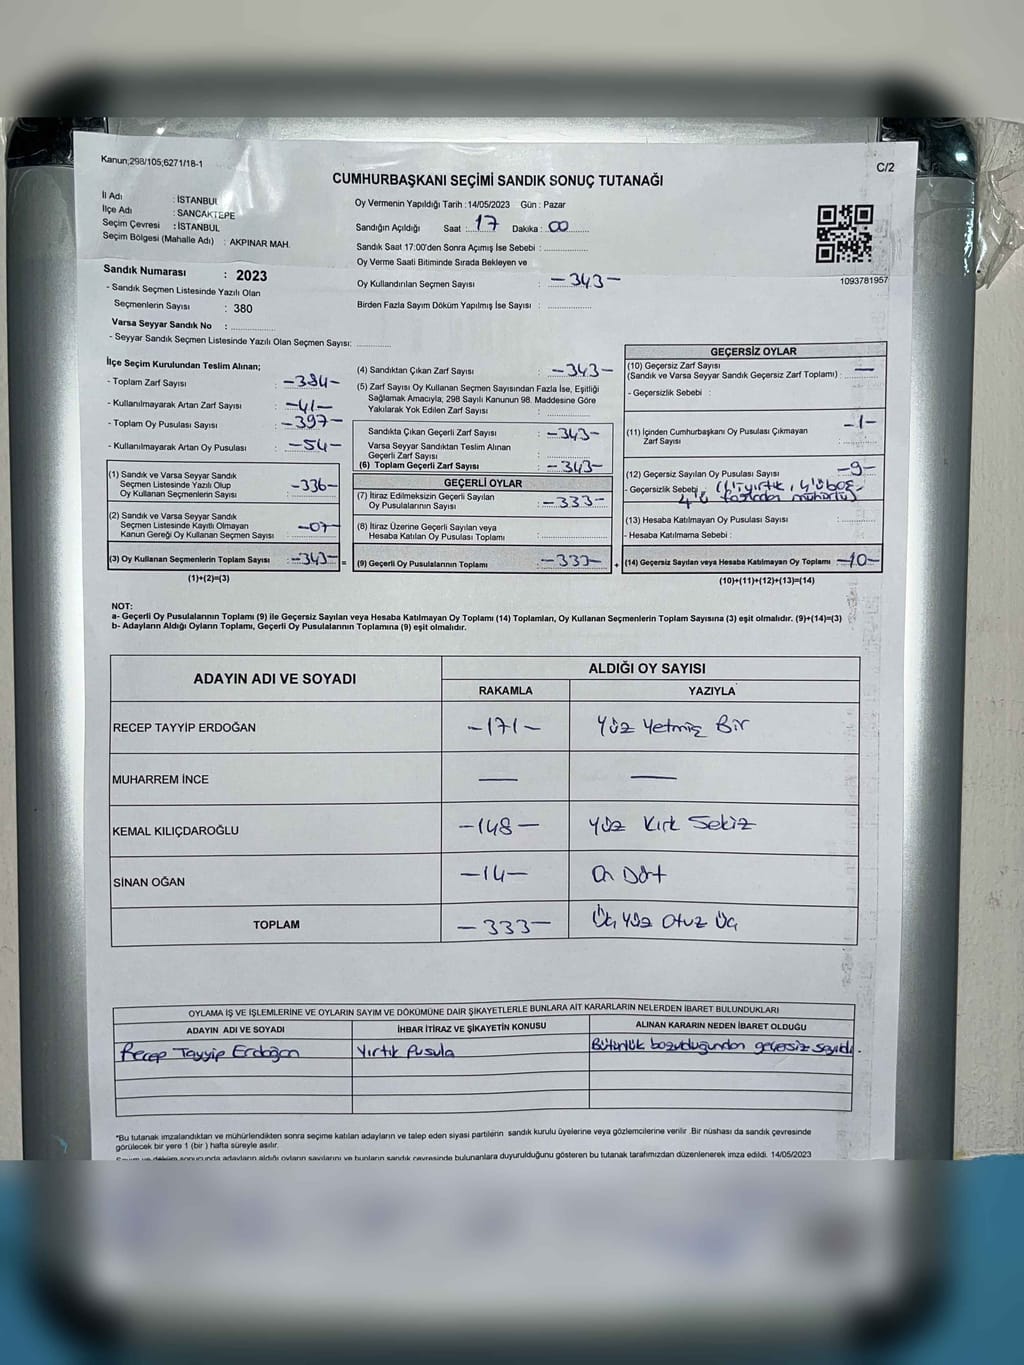 Kanun;298/105;6271/18-1
C/2
CUMHURBAŞKANI SEÇİMİ SANDIK SONUÇ TUTANAĞI
İl Adı : İSTANBUL
İlçe Adı : SANCAKTEPE
Seçim Çevresi : İSTANBUL
Seçim Bölgesi (Mahalle Adı) : AKPINAR MAH.
Sandık Numarası : 2023
- Sandık Seçmen Listesinde Yazılı Olan
Seçmenlerin Sayısı : 380
Varsa Seyyar Sandık No :
- Seyyar Sandık Seçmen Listesinde Yazılı Olan Seçmen Sayısı:
Oy Vermenin Yapıldığı Tarih : 14/05/2023 Gün : Pazar
Sandığın Açıldığı Saat : 17 Dakika : 00
Sandık Saat 17:00'den Sonra Açımış İse Sebebi :
Oy Verme Saati Bitiminde Sırada Bekleyen ve
Oy Kullandırılan Seçmen Sayısı : -343-
Birden Fazla Sayım Döküm Yapılmış İse Sayısı :
1093781957
İlçe Seçim Kurulundan Teslim Alınan;
- Toplam Zarf Sayısı : -384-
- Kullanılmayarak Artan Zarf Sayısı : -41-
- Toplam Oy Pusulası Sayısı : -397-
- Kullanılmayarak Artan Oy Pusulası : -54-
(1) Sandık ve Varsa Seyyar Sandık
Seçmen Listesinde Yazılı Olup
Oy Kullanan Seçmenlerin Sayısı : -336-
(2) Sandık ve Varsa Seyyar Sandık
Seçmen Listesinde Kayıtlı Olmayan
Kanun Gereği Oy Kullanan Seçmen Sayısı : -07-
(3) Oy Kullanan Seçmenlerin Toplam Sayısı : -343- =
(1)+(2)=(3)
(4) Sandıktan Çıkan Zarf Sayısı : -343-
(5) Zarf Sayısı Oy Kullanan Seçmen Sayısından Fazla İse, Eşitliği
Sağlamak Amacıyla; 298 Sayılı Kanunun 98. Maddesine Göre
Yakılarak Yok Edilen Zarf Sayısı :
Sandıkta Çıkan Geçerli Zarf Sayısı : -343-
Varsa Seyyar Sandıktan Teslim Alınan
Geçerli Zarf Sayısı :
(6) Toplam Geçerli Zarf Sayısı : -343-
GEÇERLİ OYLAR
(7) İtiraz Edilmeksizin Geçerli Sayılan
Oy Pusulalarının Sayısı : -333-
(8) İtiraz Üzerine Geçerli Sayılan veya
Hesaba Katılan Oy Pusulası Toplamı :
(9) Geçerli Oy Pusulalarının Toplamı : -333- +
GEÇERSİZ OYLAR
(10) Geçersiz Zarf Sayısı
(Sandık ve Varsa Seyyar Sandık Geçersiz Zarf Toplamı) : —
- Geçersizlik Sebebi :
(11) İçinden Cumhurbaşkanı Oy Pusulası Çıkmayan
Zarf Sayısı : -1-
(12) Geçersiz Sayılan Oy Pusulası Sayısı : -9-
- Geçersizlik Sebebi : (1'i yırtık, 4'ü boş
4'ü fazladan mühürlü)
(13) Hesaba Katılmayan Oy Pusulası Sayısı :
- Hesaba Katılmama Sebebi :
(14) Geçersiz Sayılan veya Hesaba Katılmayan Oy Toplamı : -10-
(10)+(11)+(12)+(13)=(14)
NOT:
a- Geçerli Oy Pusulalarının Toplamı (9) ile Geçersiz Sayılan veya Hesaba Katılmayan Oy Toplamı (14) Toplamları, Oy Kullanan Seçmenlerin Toplam Sayısına (3) eşit olmalıdır. (9)+(14)=(3)
b- Adayların Aldığı Oyların Toplamı, Geçerli Oy Pusulalarının Toplamına (9) eşit olmalıdır.
ADAYIN ADI VE SOYADI
ALDIĞI OY SAYISI
RAKAMLA YAZIYLA
RECEP TAYYİP ERDOĞAN -171- Yüz Yetmiş Bir
MUHARREM İNCE — —
KEMAL KILIÇDAROĞLU -148- Yüz Kırk Sekiz
SİNAN OĞAN -14- On Dört
TOPLAM -333- Üç Yüz Otuz Üç
OYLAMA İŞ VE İŞLEMLERİNE VE OYLARIN SAYIM VE DÖKÜMÜNE DAİR ŞİKAYETLERLE BUNLARA AİT KARARLARIN NELERDEN İBARET BULUNDUKLARI
ADAYIN ADI VE SOYADI İHBAR İTİRAZ VE ŞİKAYETİN KONUSU ALINAN KARARIN NEDEN İBARET OLDUĞU
Recep Tayyip Erdoğan Yırtık Pusula Bütünlük bozulduğundan geçersiz sayıldı.
*Bu tutanak imzalandıktan ve mühürlendikten sonra seçime katılan adayların ve talep eden siyasi partilerin sandık kurulu üyelerine veya gözlemcilerine verilir .Bir nüshası da sandık çevresinde
görülecek bir yere 1 (bir ) hafta süreyle asılır.
Sayım ve döküm sonucunda adayların aldığı oyların sayılarını ve bunların sandık çevresinde bulunanlara duyurulduğunu gösteren bu tutanak tarafımızdan düzenlenerek imza edildi. 14/05/2023